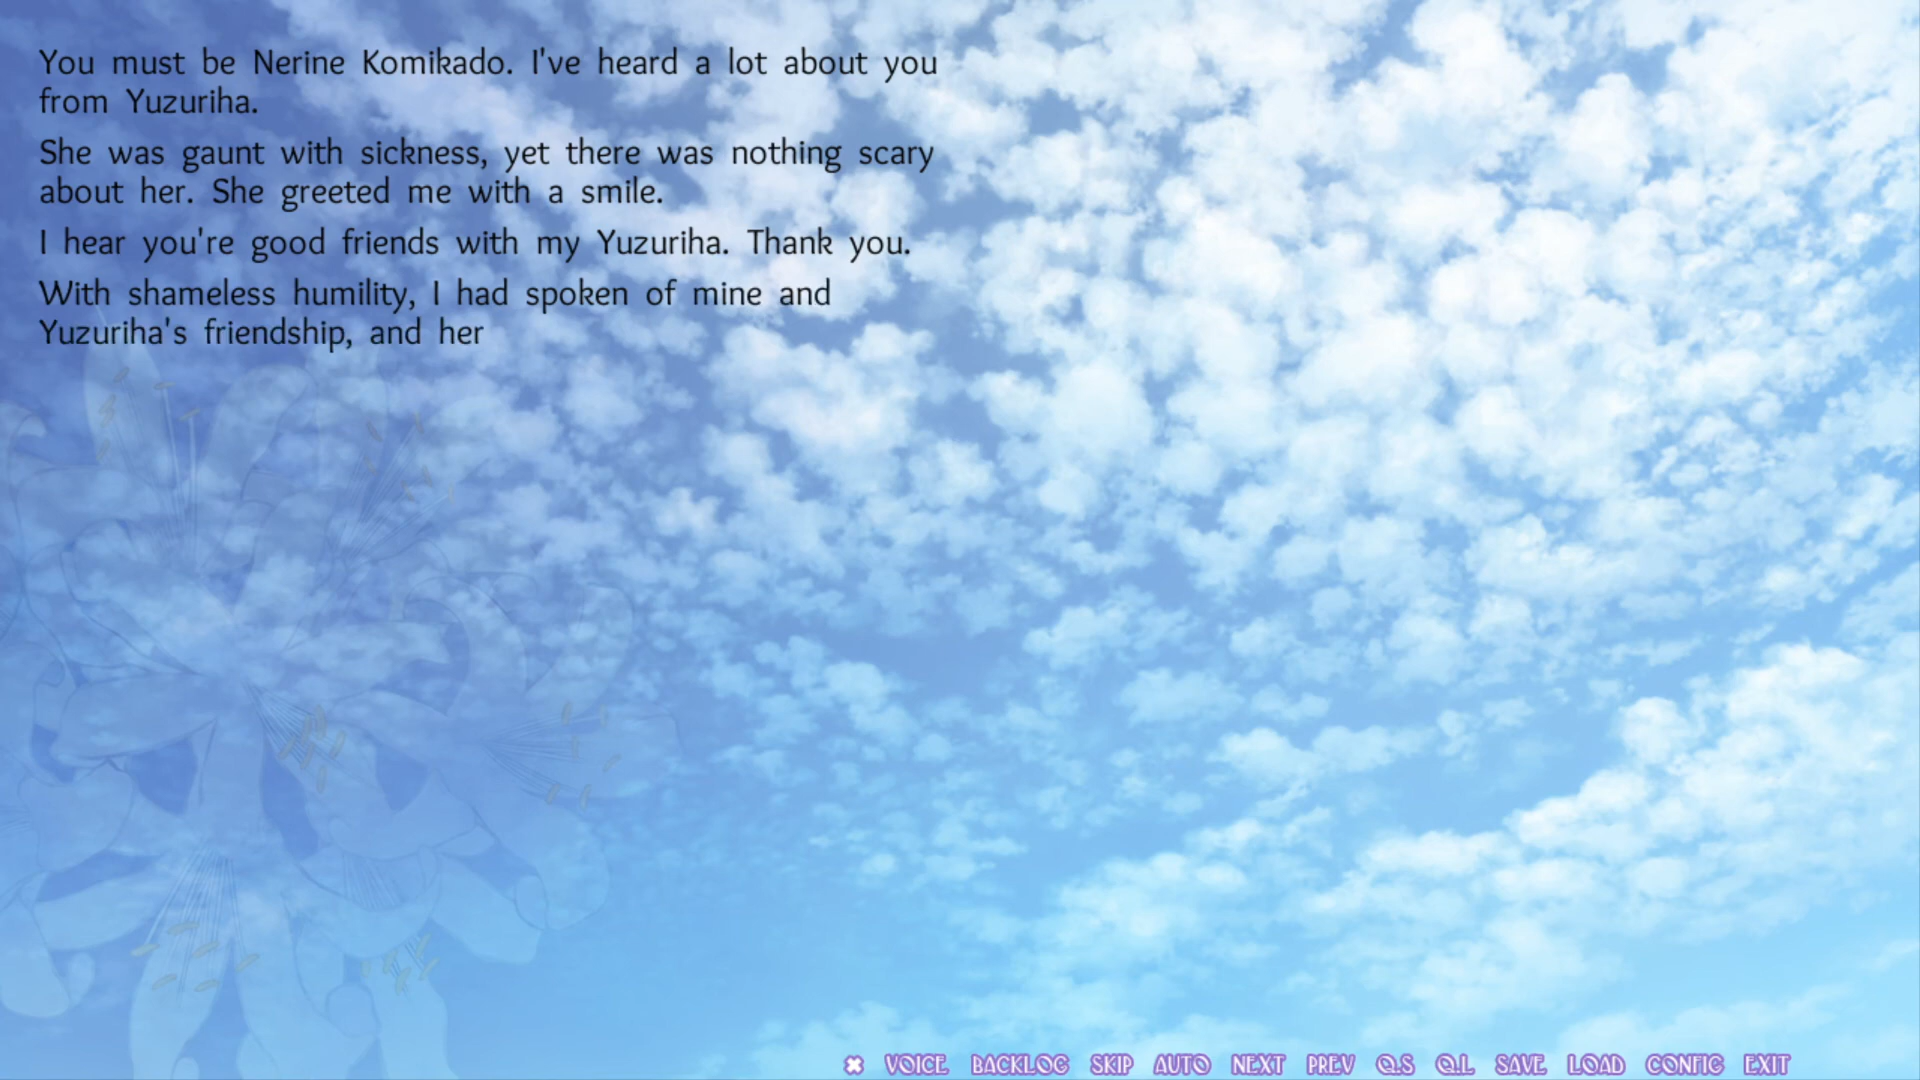 You must be Nerine Komikado. I've heard a lot about you
from Yuzuriha.
She was gaunt with sickness, yet there was nothing scary
about her. She greeted me with a smile.
I hear you're good friends with my Yuzuriha. Thank you.
With shameless humility, I had spoken of mine and
Yuzuriha's friendship, and her
VOICE BACKLOG SKIP AUTO NEXT PREV Q.S Q.L SAVE LOAD CONFIG EXIT